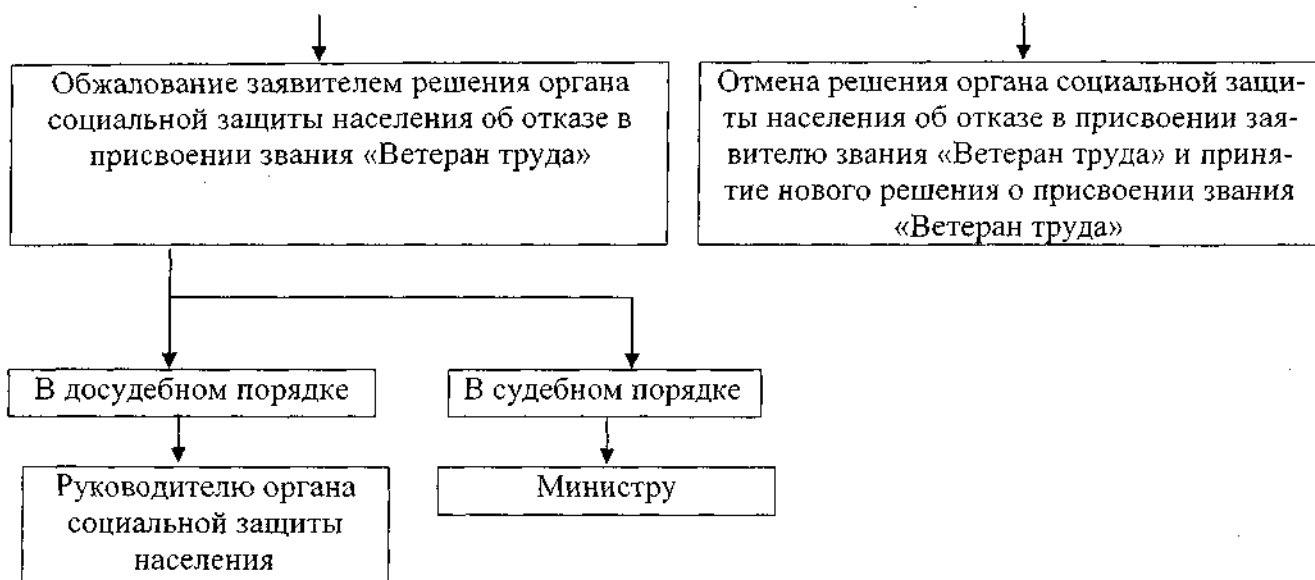 Обжалование заявителем решения органа
социальной защиты населения об отказе в
присвоении звания «Ветеран труда»
Отмена решения органа социальной защи-
ты населения об отказе в присвоении зая-
вителю звания «Ветеран труда» и приня-
тие нового решения о присвоении звания
«Ветеран труда»
В досудебном порядке
В судебном порядке
Руководителю органа
социальной защиты
населения
Министру